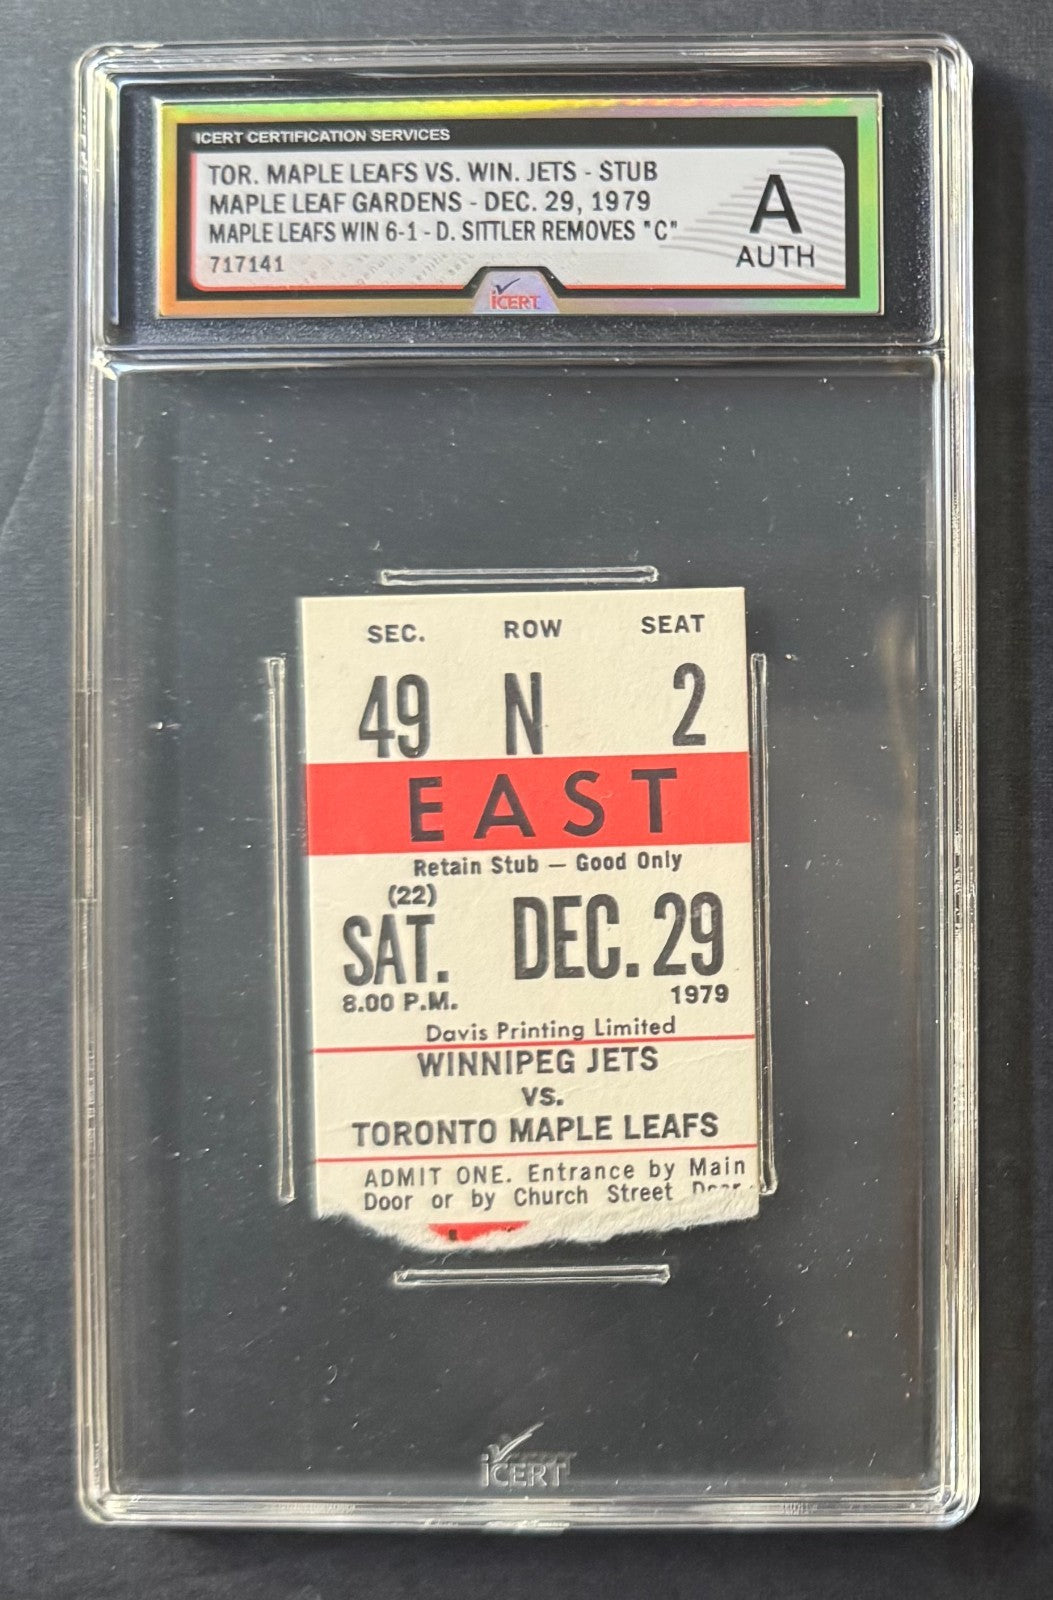 ICERT CERTIFICATION SERVICES
TOR. MAPLE LEAFS VS. WIN. JETS - STUB
MAPLE LEAF GARDENS - DEC. 29, 1979
MAPLE LEAFS WIN 6-1 - D. SITTLER REMOVES "C"
717141
A
AUTH
iCERT
SEC. ROW SEAT
49 N 2
EAST
Retain Stub — Good Only
(22)
SAT. DEC. 29
8.00 P.M. 1979
Davis Printing Limited
WINNIPEG JETS
VS.
TORONTO MAPLE LEAFS
ADMIT ONE. Entrance by Main
Door or by Church Street
iCERT